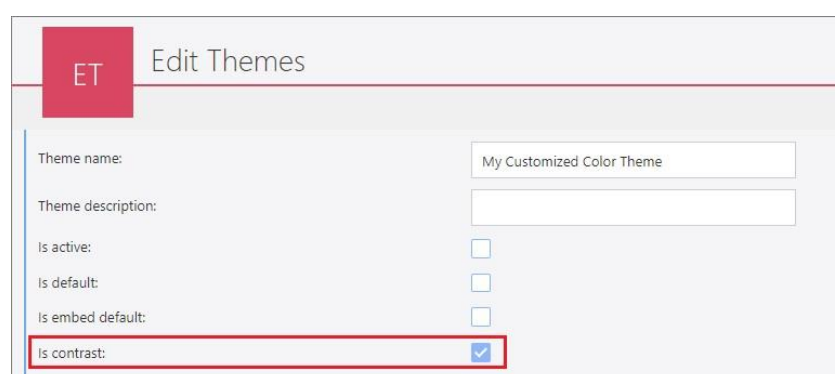 ET
Edit Themes
Theme name:
My Customized Color Theme
Theme description:
Is active:
Is default:
Is embed default:
Is contrast: